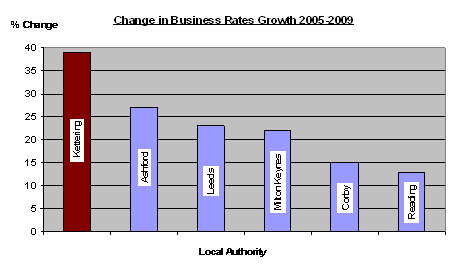 Change in Business Rates Growth 2005-2009
% Change
40
35
30
25
20
15
10
5
0
Kettering
Ashford
Leeds
Milton Keynes
Corby
Reading
Local Authority